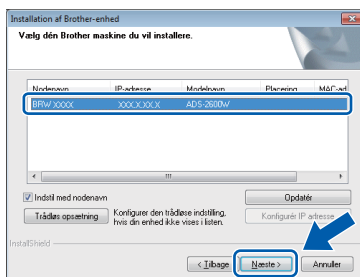 Installation af Brother-enhed
Vælg dén Brother maskine du vil installere.
Nodenavn IP-adresse Modelnavn Placering MAC-ad
BRW XXXX XXX.X.XX.X ADS-2600W
Indstil med nodenavn
Opdatér
Trådløs opsætning
Konfigurer den trådløse indstilling, hvis din enhed ikke vises i listen.
Konfigurér IP adresse
InstallShield
< Tilbage Næste > Annuller